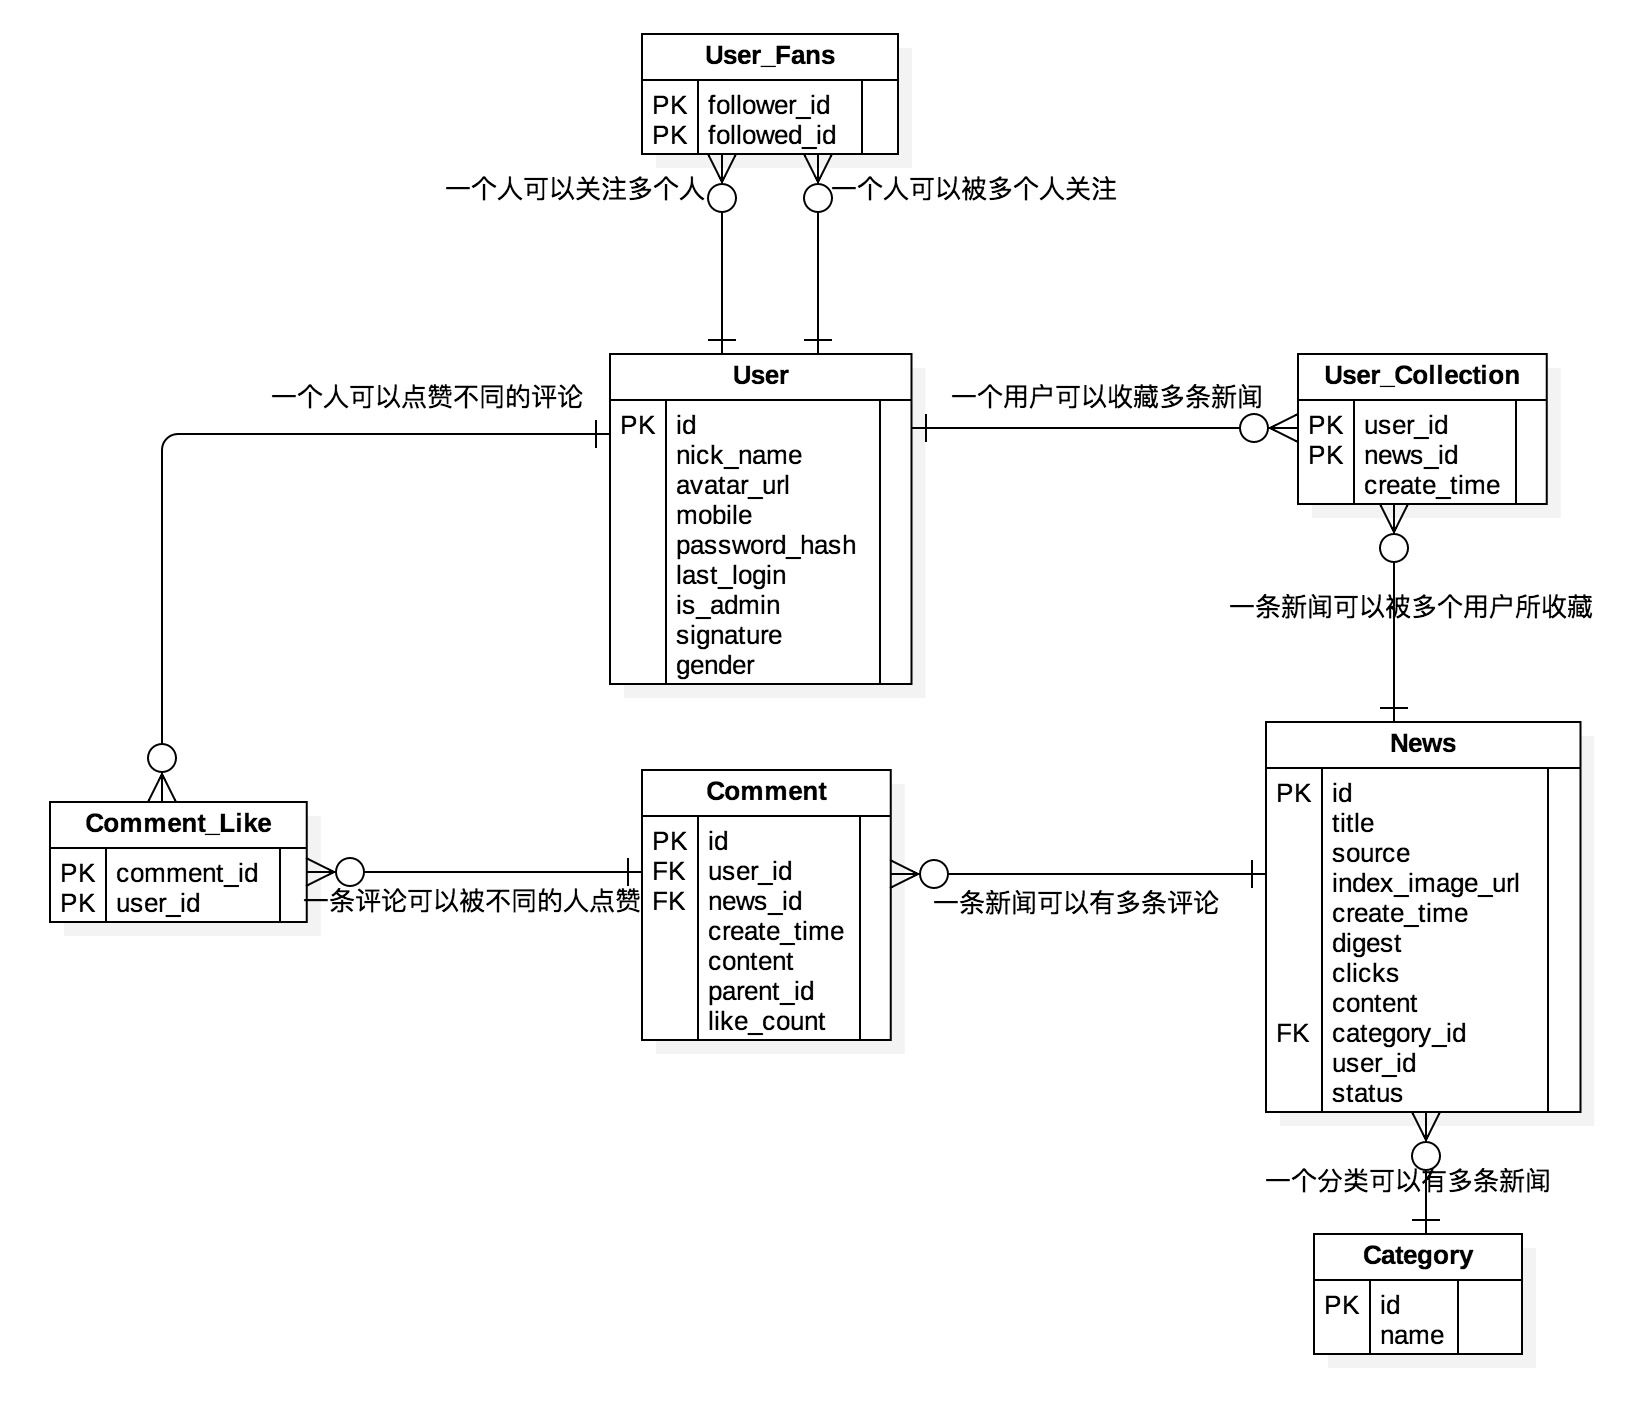 User_Fans
PK follower_id
PK followed_id
一个人可以关注多个人
一个人可以被多个人关注
User
PK id
nick_name
avatar_url
mobile
password_hash
last_login
is_admin
signature
gender
一个人可以点赞不同的评论
一个用户可以收藏多条新闻
User_Collection
PK user_id
PK news_id
create_time
一条新闻可以被多个用户所收藏
Comment_Like
PK comment_id
PK user_id
一条评论可以被不同的人点赞
Comment
PK id
FK user_id
FK news_id
create_time
content
parent_id
like_count
一条新闻可以有多条评论
News
PK id
title
source
index_image_url
create_time
digest
clicks
content
FK category_id
user_id
status
一个分类可以有多条新闻
Category
PK id
name